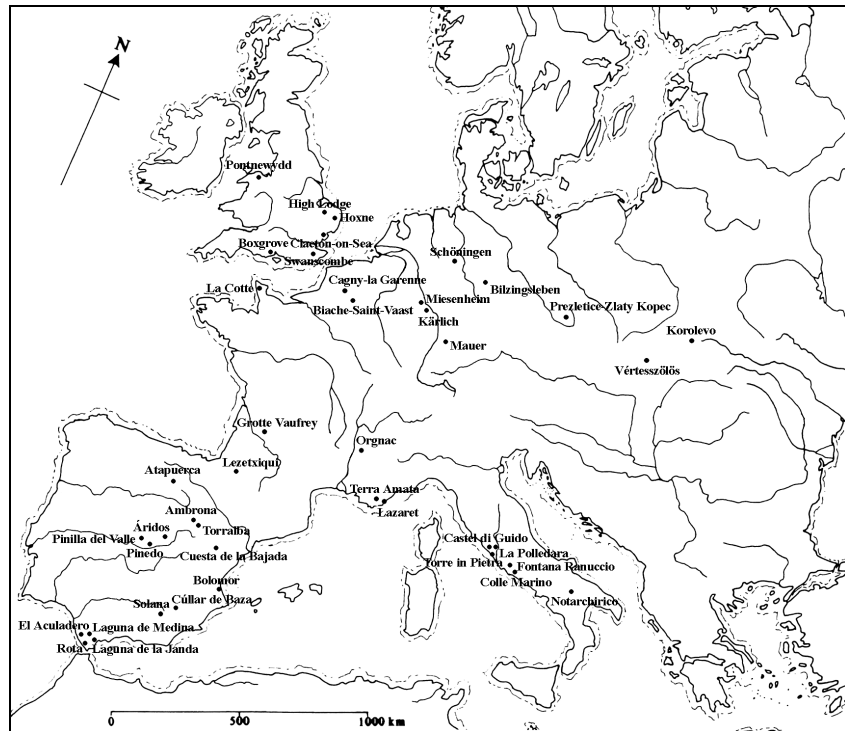 N
Pontnewydd
High Lodge
Hoxne
Boxgrove
Clacton-on-Sea
Swanscombe
Schöningen
La Cotte
Cagny-la Garenne
Bilzingsleben
Biache-Saint-Vaast
Miesenheim
Kärlich
Prezletice-Zlaty Kopec
Mauer
Korolevo
Vértesszölös
Grotte Vaufrey
Orgnac
Lezetxiqui
Atapuerca
Terra Amata
Lazaret
Ambrona
Áridos
Torralba
Pinilla del Valle
Pinedo
Cuesta de la Bajada
Castel di Guido
La Polledara
Torre in Pietra
Fontana Ranuccio
Colle Marino
Bolomor
Notarchirico
Solana
Cúllar de Baza
El Aculadero
Laguna de Medina
Rota
Laguna de la Janda
0 500 1000 km